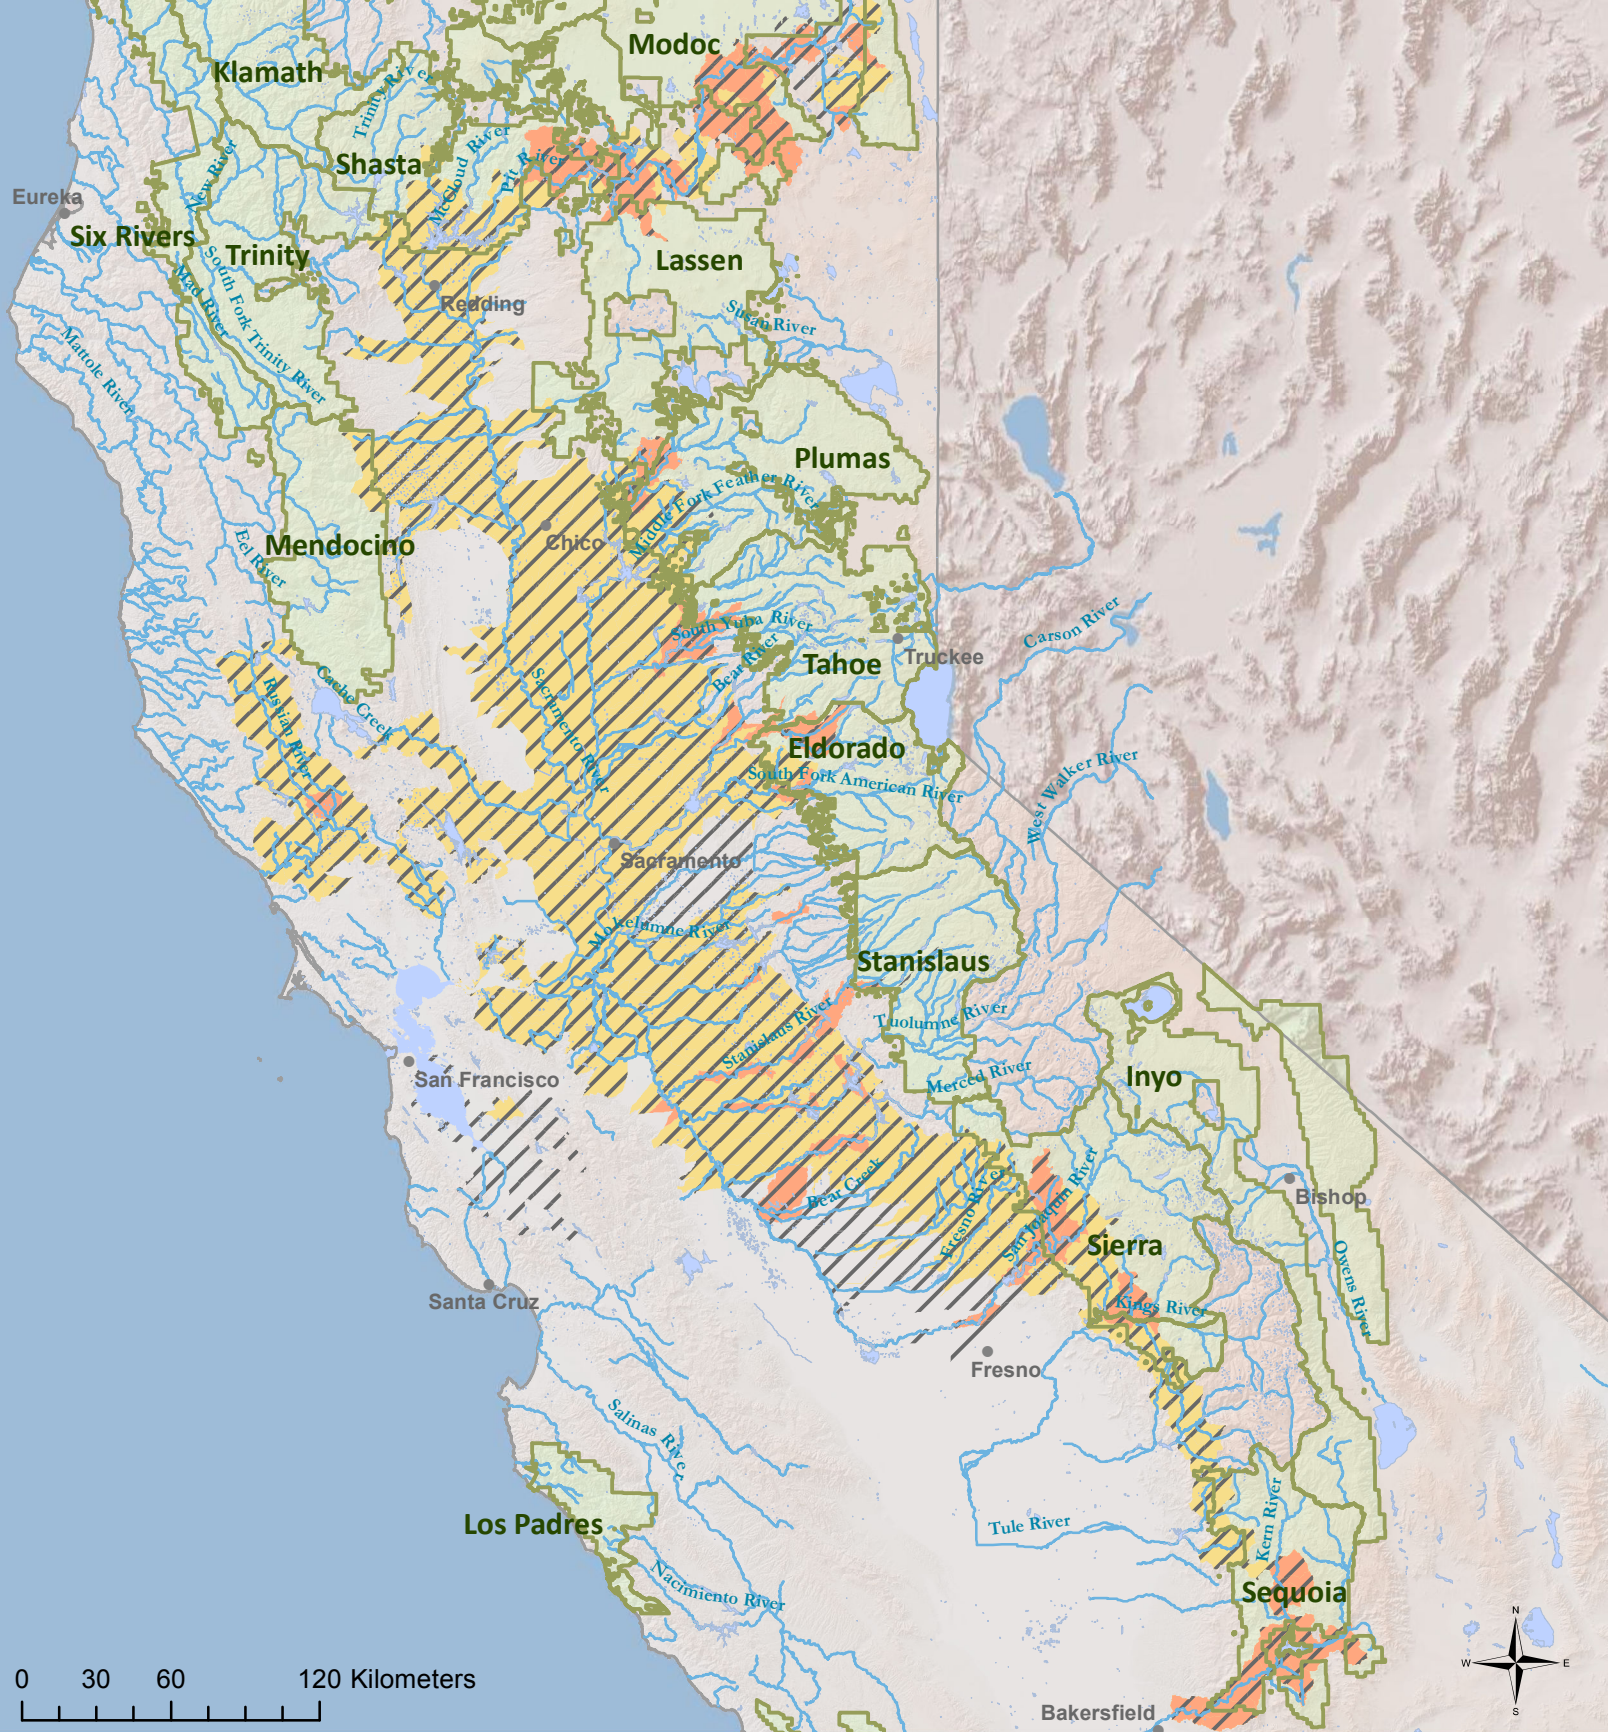 Modoc
Klamath
Trinity River
McCloud River
Pit River
Shasta
New River
Eureka
Six Rivers
Trinity
Lassen
South Fork Trinity River
Mad River
Redding
Susan River
Mattole River
Plumas
Middle Fork Feather River
Chico
Eel River
Mendocino
Carson River
South Yuba River
Bear River
Tahoe
Truckee
Cache Creek
Russian River
Sacramento River
Eldorado
South Fork American River
West Walker River
Sacramento
Mokelumne River
Stanislaus
Stanislaus River
Tuolumne River
San Francisco
Merced River
Inyo
Bear Creek
Fresno River
San Joaquin River
Bishop
Sierra
Owens River
Santa Cruz
Kings River
Fresno
Salinas River
Los Padres
Tule River
Kern River
Nacimiento River
Sequoia
N
W
E
S
0 30 60 120 Kilometers
Bakersfield